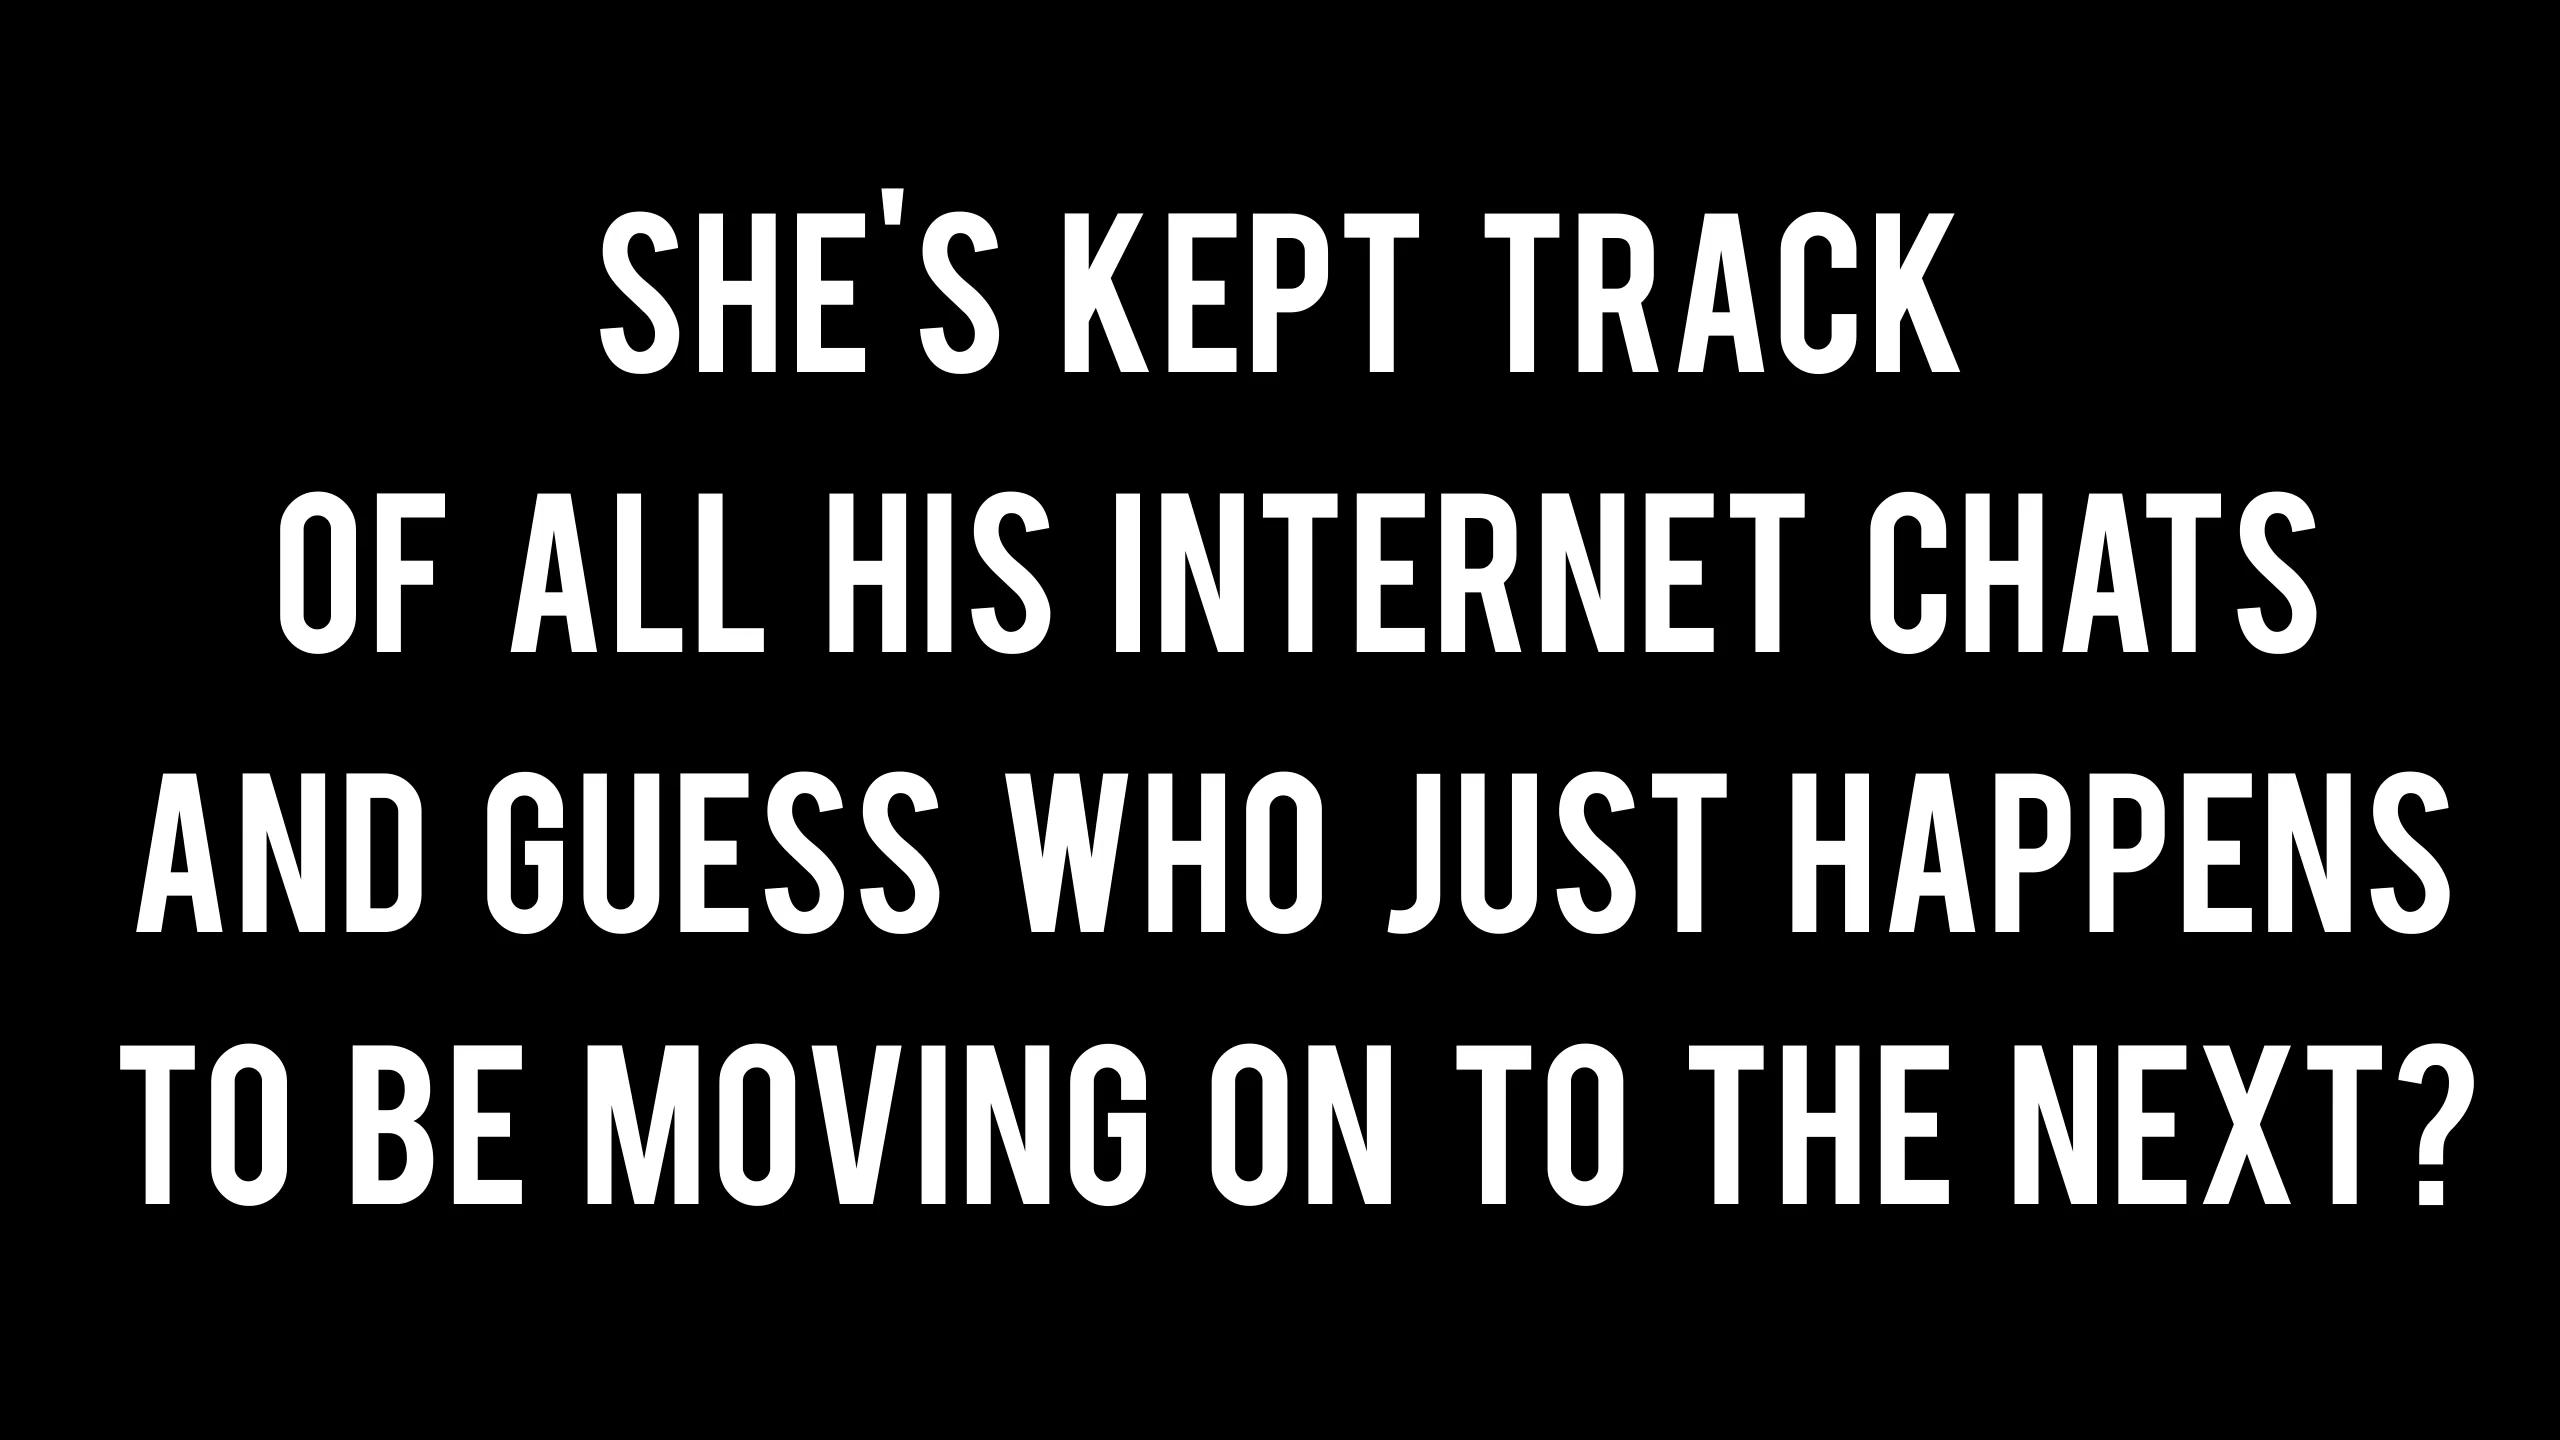 SHE'S KEPT TRACK
OF ALL HIS INTERNET CHATS
AND GUESS WHO JUST HAPPENS
TO BE MOVING ON TO THE NEXT?